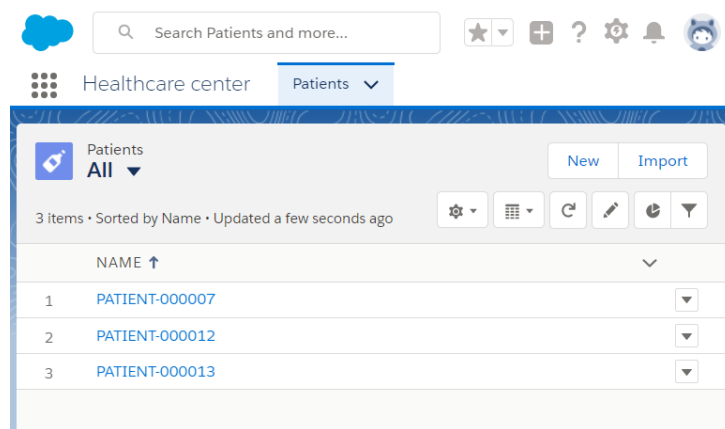 Search Patients and more...
Healthcare center
Patients
Patients
All
New
Import
3 items • Sorted by Name • Updated a few seconds ago
NAME
1 PATIENT-000007
2 PATIENT-000012
3 PATIENT-000013